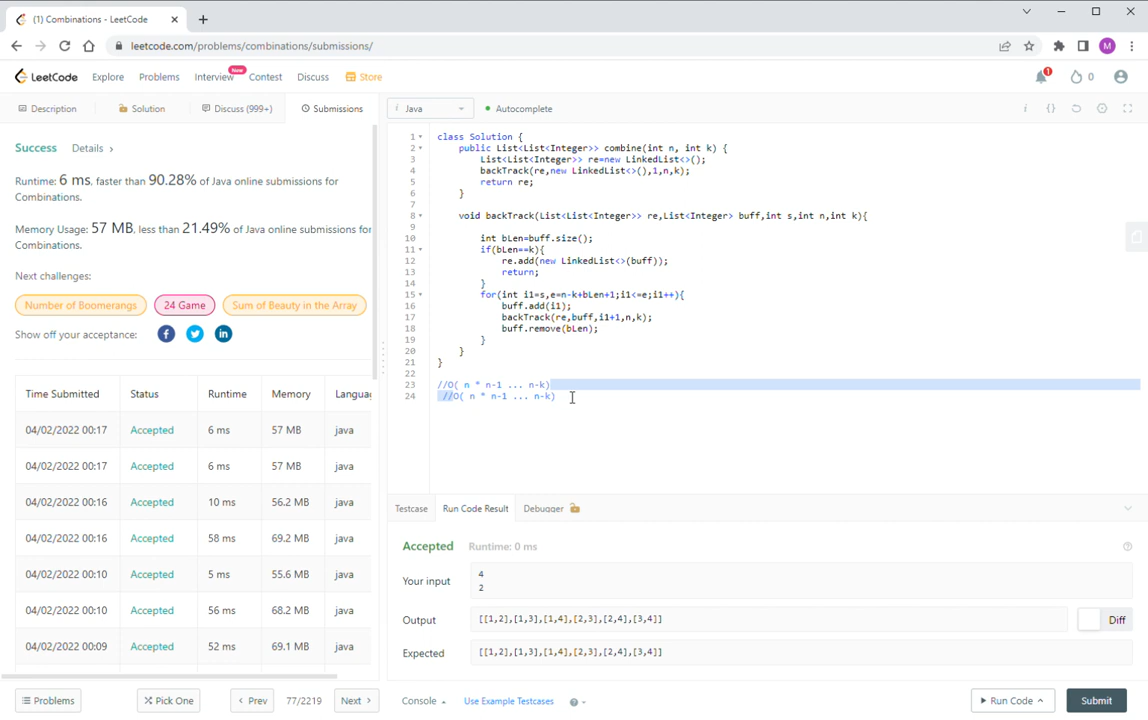 (1) Combinations - LeetCode
leetcode.com/problems/combinations/submissions/
M
LeetCode Explore Problems Interview New Contest Discuss Store 1 0
Description Solution Discuss (999+) Submissions
i Java Autocomplete
Success Details >
Runtime: 6 ms, faster than 90.28% of Java online submissions for
Combinations.
Memory Usage: 57 MB, less than 21.49% of Java online submissions for
Combinations.
Next challenges:
Number of Boomerangs 24 Game Sum of Beauty in the Array
Show off your acceptance:
Time Submitted Status Runtime Memory Languag
04/02/2022 00:17 Accepted 6 ms 57 MB java
04/02/2022 00:17 Accepted 6 ms 57 MB java
04/02/2022 00:16 Accepted 10 ms 56.2 MB java
04/02/2022 00:16 Accepted 58 ms 69.2 MB java
04/02/2022 00:10 Accepted 5 ms 55.6 MB java
04/02/2022 00:10 Accepted 56 ms 68.2 MB java
04/02/2022 00:09 Accepted 52 ms 69.1 MB java
1 class Solution {
2 public List<List<Integer>> combine(int n, int k) {
3 List<List<Integer>> re=new LinkedList<>();
4 backTrack(re,new LinkedList<>(),1,n,k);
5 return re;
6 }
7
8 void backTrack(List<List<Integer>> re,List<Integer> buff,int s,int n,int k){
9
10 int bLen=buff.size();
11 if(bLen==k){
12 re.add(new LinkedList<>(buff));
13 return;
14 }
15 for(int i1=s,e=n-k+bLen+1;i1<=e;i1++){
16 buff.add(i1);
17 backTrack(re,buff,i1+1,n,k);
18 buff.remove(bLen);
19 }
20 }
21 }
22
23 //O( n * n-1 ... n-k)
24 //O( n * n-1 ... n-k)
Testcase Run Code Result Debugger
Accepted Runtime: 0 ms
Your input
4
2
Output [[1,2],[1,3],[1,4],[2,3],[2,4],[3,4]] Diff
Expected [[1,2],[1,3],[1,4],[2,3],[2,4],[3,4]]
Problems Pick One < Prev 77/2219 Next >
Console Use Example Testcases Run Code Submit